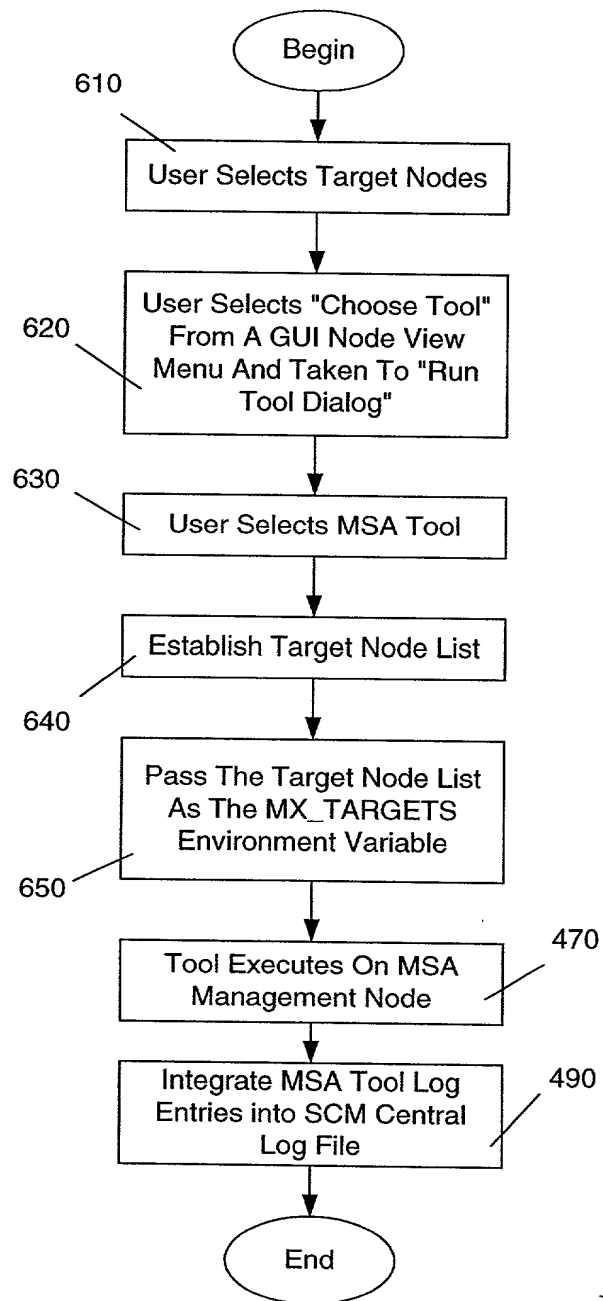 Begin
610
User Selects Target Nodes
User Selects "Choose Tool"
From A GUI Node View
Menu And Taken To "Run
Tool Dialog"
620
630
User Selects MSA Tool
Establish Target Node List
640
Pass The Target Node List
As The MX_TARGETS
Environment Variable
650
470
Tool Executes On MSA
Management Node
490
Integrate MSA Tool Log
Entries into SCM Central
Log File
End